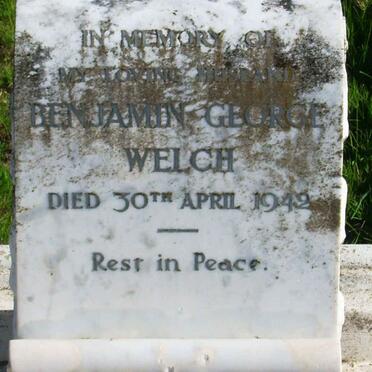 IN MEMORY OF
MY LOVING HUSBAND
BENJAMIN GEORGE
WELCH
DIED 30TH APRIL 1942
Rest in Peace.